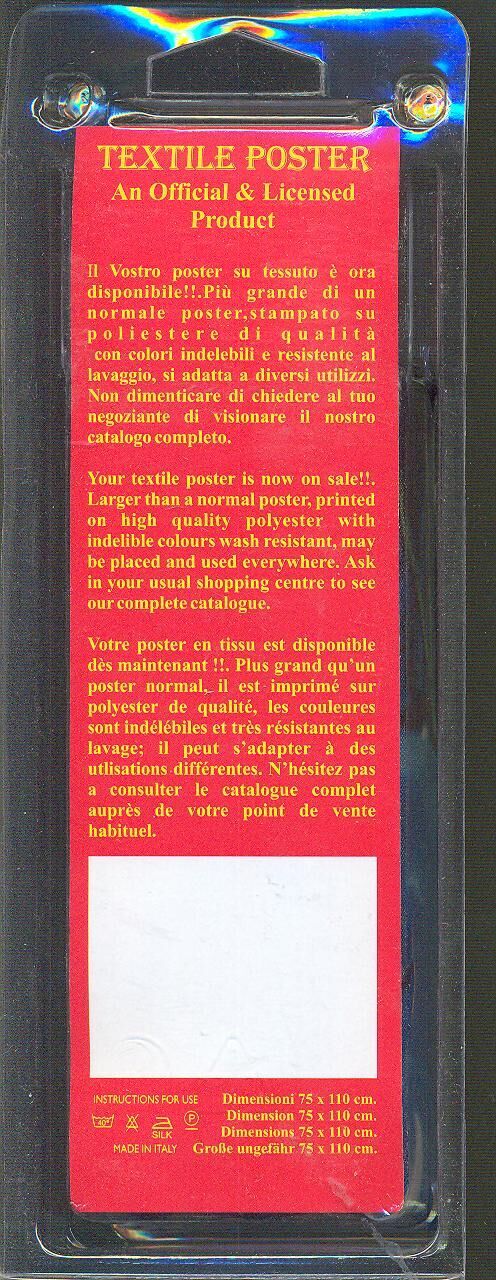 TEXTILE POSTER
An Official & Licensed
Product
Il Vostro poster su tessuto è ora
disponibile!!.Più grande di un
normale poster,stampato su
poliestere di qualità
con colori indelebili e resistente al
lavaggio, si adatta a diversi utilizzi.
Non dimenticare di chiedere al tuo
negoziante di visionare il nostro
catalogo completo.
Your textile poster is now on sale!!.
Larger than a normal poster, printed
on high quality polyester with
indelible colours wash resistant, may
be placed and used everywhere. Ask
in your usual shopping centre to see
our complete catalogue.
Votre poster en tissu est disponible
dès maintenant !!. Plus grand qu'un
poster normal, il est imprimé sur
polyester de qualité, les couleures
sont indélébiles et très résistantes au
lavage; il peut s'adapter à des
utlisations différentes. N'hésitez pas
a consulter le catalogue complet
auprès de votre point de vente
habituel.
INSTRUCTIONS FOR USE
40°
P
SILK
MADE IN ITALY
Dimensioni 75 x 110 cm.
Dimension 75 x 110 cm.
Dimensions 75 x 110 cm.
Große ungefähr 75 x 110 cm.